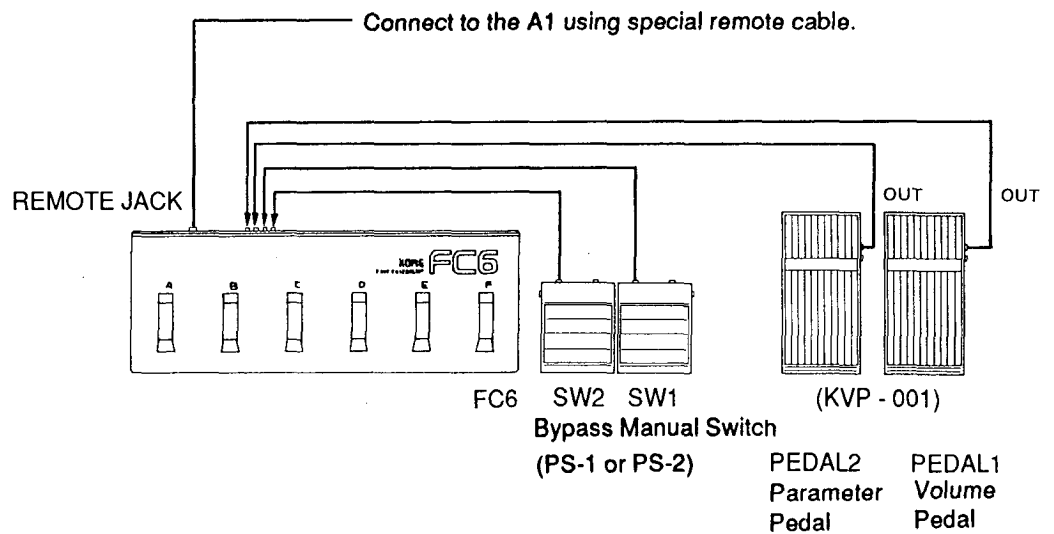 Connect to the A1 using special remote cable.
REMOTE JACK
OUT OUT
KORG FC6
A B C D E F
FC6 SW2 SW1 (KVP - 001)
Bypass Manual Switch
(PS-1 or PS-2)
PEDAL2 PEDAL1
Parameter Volume
Pedal Pedal